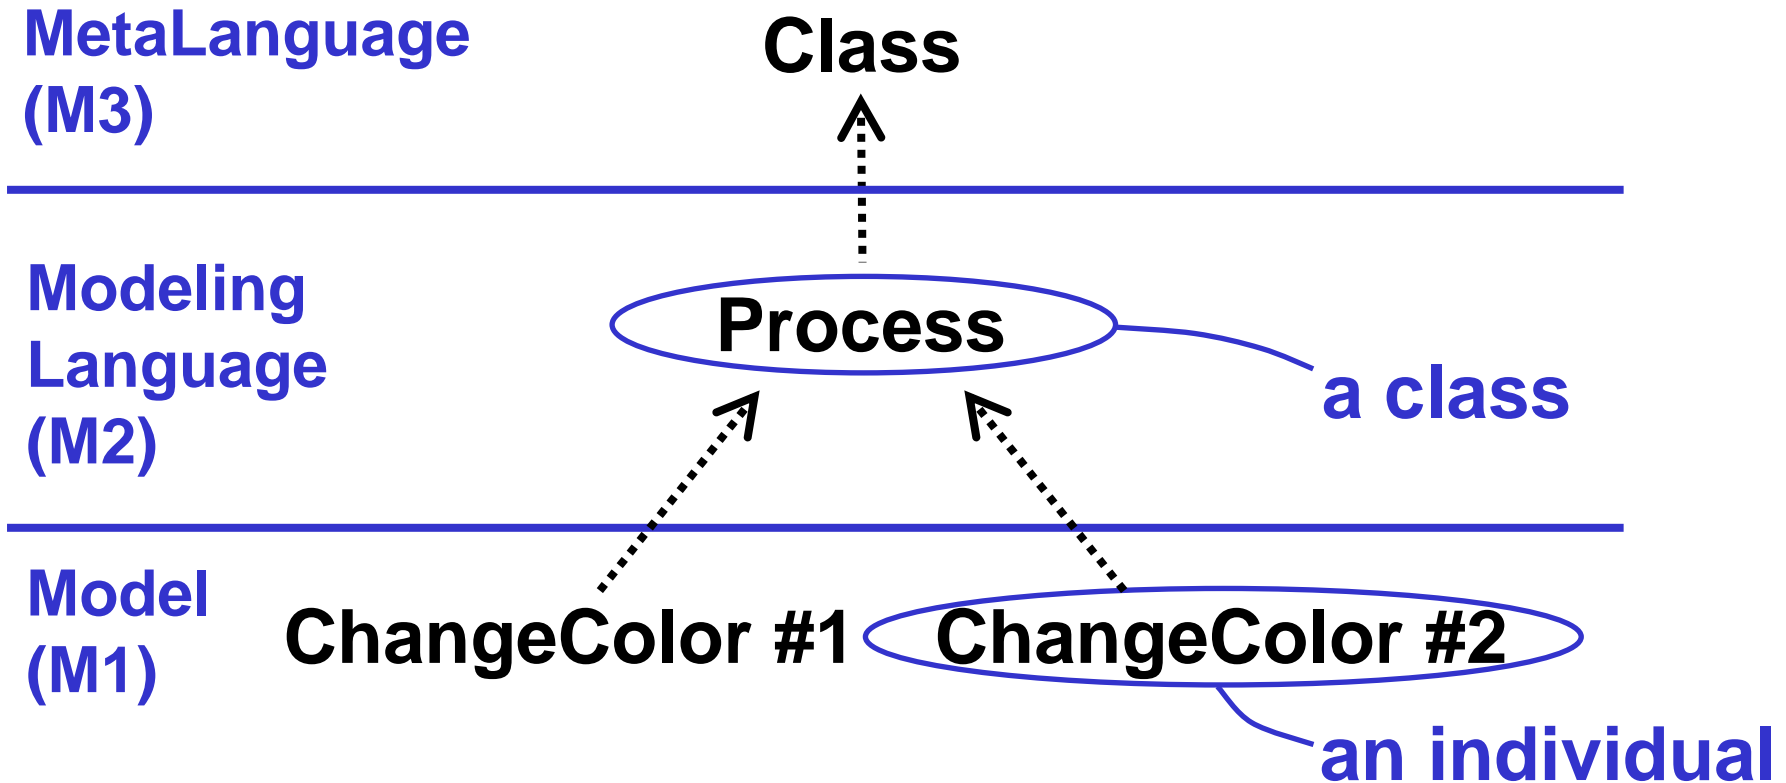 MetaLanguage
(M3)
Class
Modeling
Language
(M2)
Process
a class
Model
(M1)
ChangeColor #1
ChangeColor #2
an individual